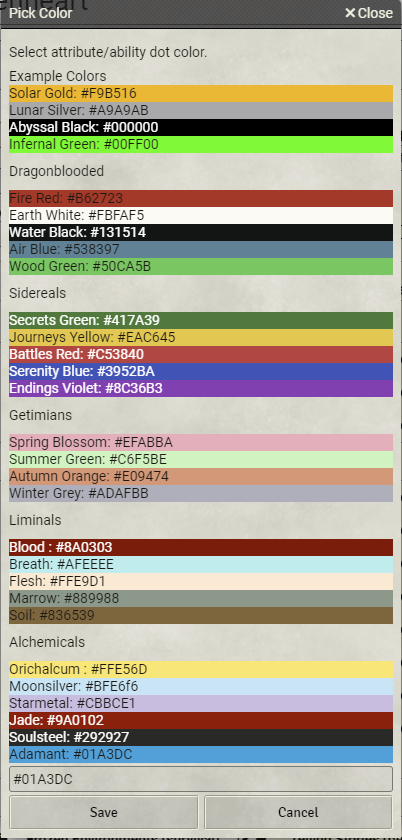 enheart
Pick Color
×Close
Select attribute/ability dot color.
Example Colors
Solar Gold: #F9B516
Lunar Silver: #A9A9AB
Abyssal Black: #000000
Infernal Green: #00FF00
Dragonblooded
Fire Red: #B62723
Earth White: #FBFAF5
Water Black: #131514
Air Blue: #538397
Wood Green: #50CA5B
Sidereals
Secrets Green: #417A39
Journeys Yellow: #EAC645
Battles Red: #C53840
Serenity Blue: #3952BA
Endings Violet: #8C36B3
Getimians
Spring Blossom: #EFABBA
Summer Green: #C6F5BE
Autumn Orange: #E09474
Winter Grey: #ADAFBB
Liminals
Blood : #8A0303
Breath: #AFEEEE
Flesh: #FFE9D1
Marrow: #889988
Soil: #836539
Alchemicals
Orichalcum : #FFE56D
Moonsilver: #BFE6f6
Starmetal: #CBBCE1
Jade: #9A0102
Soulsteel: #292927
Adamant: #01A3DC
#01A3DC
Save
Cancel